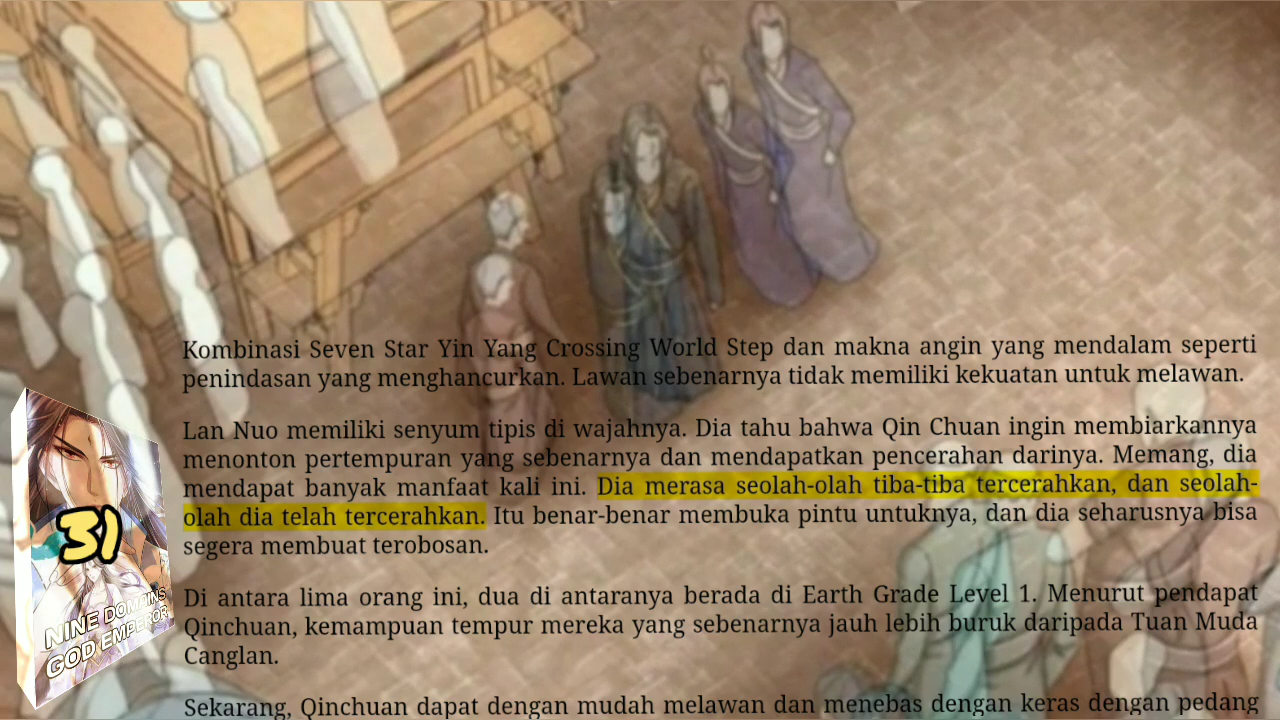 Kombinasi Seven Star Yin Yang Crossing World Step dan makna angin yang mendalam seperti
penindasan yang menghancurkan. Lawan sebenarnya tidak memiliki kekuatan untuk melawan.
Lan Nuo memiliki senyum tipis di wajahnya. Dia tahu bahwa Qin Chuan ingin membiarkannya
menonton pertempuran yang sebenarnya dan mendapatkan pencerahan darinya. Memang, dia
mendapat banyak manfaat kali ini. Dia merasa seolah-olah tiba-tiba tercerahkan, dan seolah-
olah dia telah tercerahkan. Itu benar-benar membuka pintu untuknya, dan dia seharusnya bisa
segera membuat terobosan.
Di antara lima orang ini, dua di antaranya berada di Earth Grade Level 1. Menurut pendapat
Qinchuan, kemampuan tempur mereka yang sebenarnya jauh lebih buruk daripada Tuan Muda
Canglan.
Sekarang, Qinchuan dapat dengan mudah melawan dan menebas dengan keras dengan pedang
31
NINE DOMAINS
GOD EMPEROR